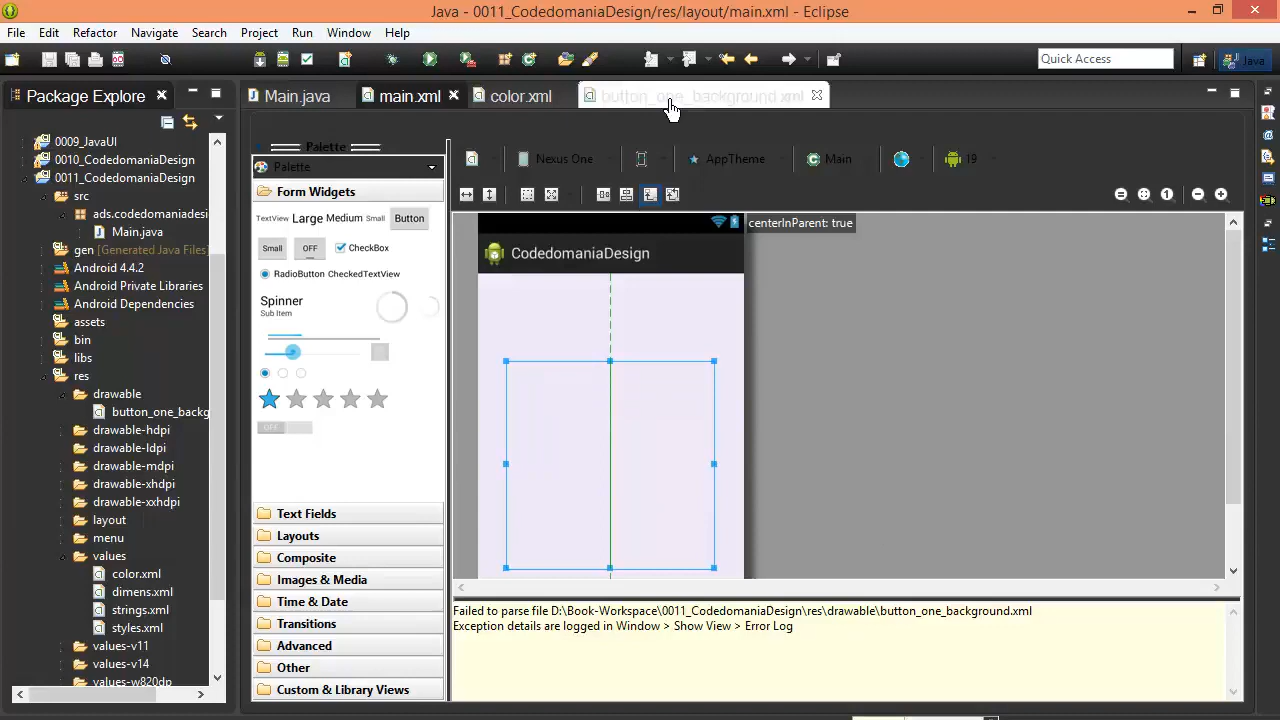 Java - 0011_CodedomaniaDesign/res/layout/main.xml - Eclipse
File Edit Refactor Navigate Search Project Run Window Help
Quick Access
Java
Package Explore
Main.java
main.xml
color.xml
button_one_background.xml
0009_JavaUI
0010_CodedomaniaDesign
0011_CodedomaniaDesign
src
ads.codedomaniadesi
Main.java
gen [Generated Java Files]
Android 4.4.2
Android Private Libraries
Android Dependencies
assets
bin
libs
res
drawable
button_one_backg
drawable-hdpi
drawable-ldpi
drawable-mdpi
drawable-xhdpi
drawable-xxhdpi
layout
menu
values
color.xml
dimens.xml
strings.xml
styles.xml
values-v11
values-v14
values-w820dp
Palette
Palette
Form Widgets
TextView Large Medium Small Button
Small OFF CheckBox
RadioButton CheckedTextView
Spinner
Sub Item
OFF
Text Fields
Layouts
Composite
Images & Media
Time & Date
Transitions
Advanced
Other
Custom & Library Views
Nexus One
AppTheme
Main
19
centerInParent: true
CodedomaniaDesign
Failed to parse file D:\Book-Workspace\0011_CodedomaniaDesign\res\drawable\button_one_background.xml
Exception details are logged in Window > Show View > Error Log